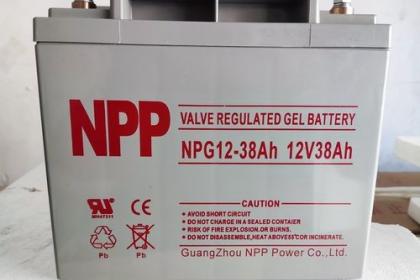 NPP
VALVE REGULATED GEL BATTERY
NPG12-38Ah 12V38Ah
CAUTION
AVOID SHORT CIRCUIT
DO NOT CHARGE IN A SEALED CONTAIER
RISK OF FIRE EXPLOSION,OR BURNS.
DO NOT DISASSEMBLE,HEAT ABOVE 55°C OR INCINERATE.
Pb Pb
GuangZhou NPP Power Co.,Ltd.